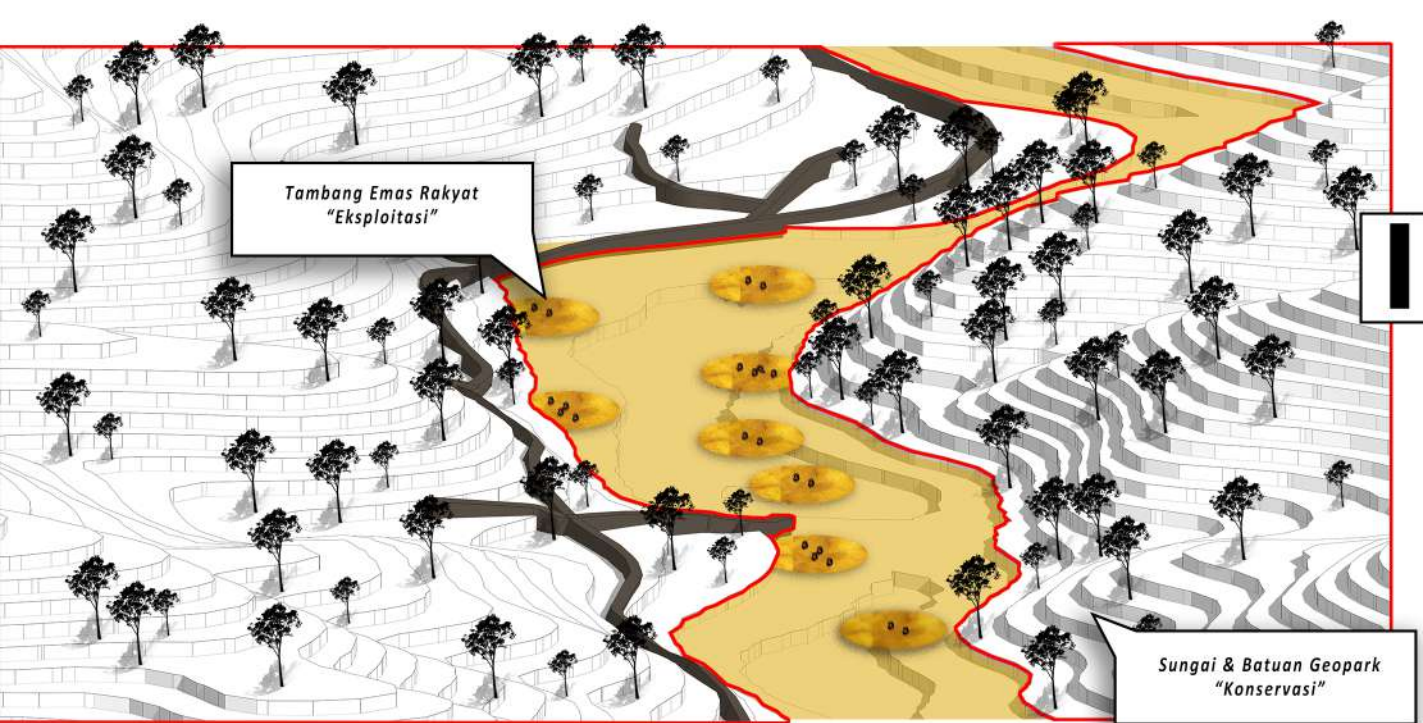 Tambang Emas Rakyat
“Eksploitasi”
Sungai & Batuan Geopark
“Konservasi”